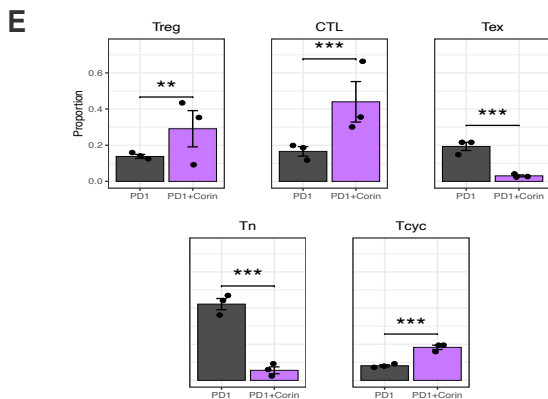 E
Treg
CTL
Tex
Proportion
0.6
0.4
0.2
0.0
**
***
***
PD1 PD1+Corin
PD1 PD1+Corin
PD1 PD1+Corin
Tn
Tcyc
***
***
PD1 PD1+Corin
PD1 PD1+Corin